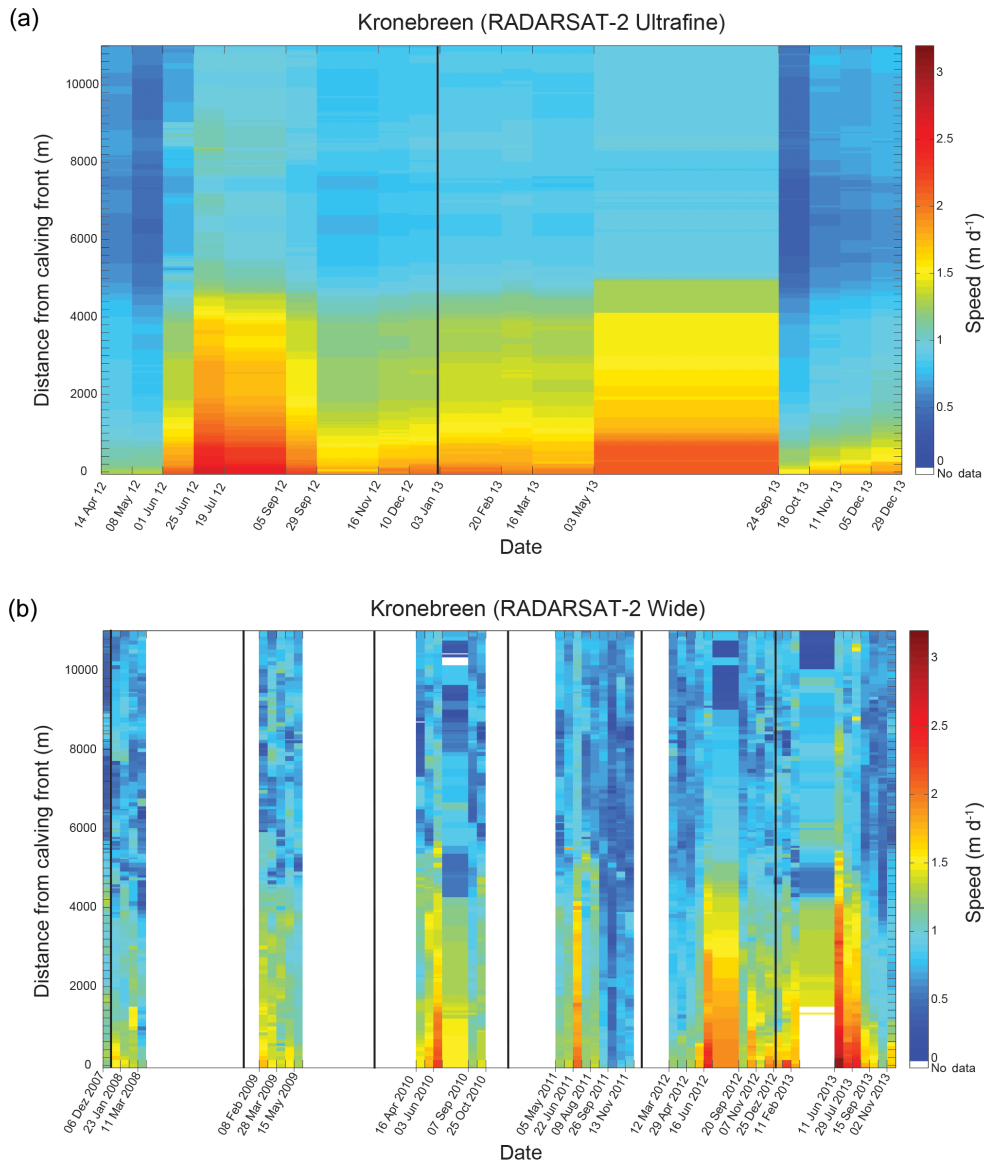 (a)
Kronebreen (RADARSAT-2 Ultrafine)
Distance from calving front (m)
10000
8000
6000
4000
2000
0
14 Apr 12
08 May 12
01 Jun 12
25 Jun 12
19 Jul 12
05 Sep 12
29 Sep 12
16 Nov 12
10 Dec 12
03 Jan 13
20 Feb 13
16 Mar 13
03 May 13
24 Sep 13
18 Oct 13
11 Nov 13
05 Dec 13
29 Dec 13
Date
3
2.5
2
1.5
1
0.5
0
No data
Speed (m d-1)
(b)
Kronebreen (RADARSAT-2 Wide)
Distance from calving front (m)
10000
8000
6000
4000
2000
0
06 Dez 2007
23 Jan 2008
11 Mar 2008
08 Feb 2009
28 Mar 2009
15 May 2009
16 Apr 2010
03 Jun 2010
07 Sep 2010
25 Oct 2010
05 May 2011
22 Jun 2011
09 Aug 2011
26 Sep 2011
13 Nov 2011
12 Mar 2012
29 Apr 2012
16 Jun 2012
20 Sep 2012
07 Nov 2012
25 Dez 2012
11 Feb 2013
11 Jun 2013
29 Jul 2013
15 Sep 2013
02 Nov 2013
Date
3
2.5
2
1.5
1
0.5
0
No data
Speed (m d-1)